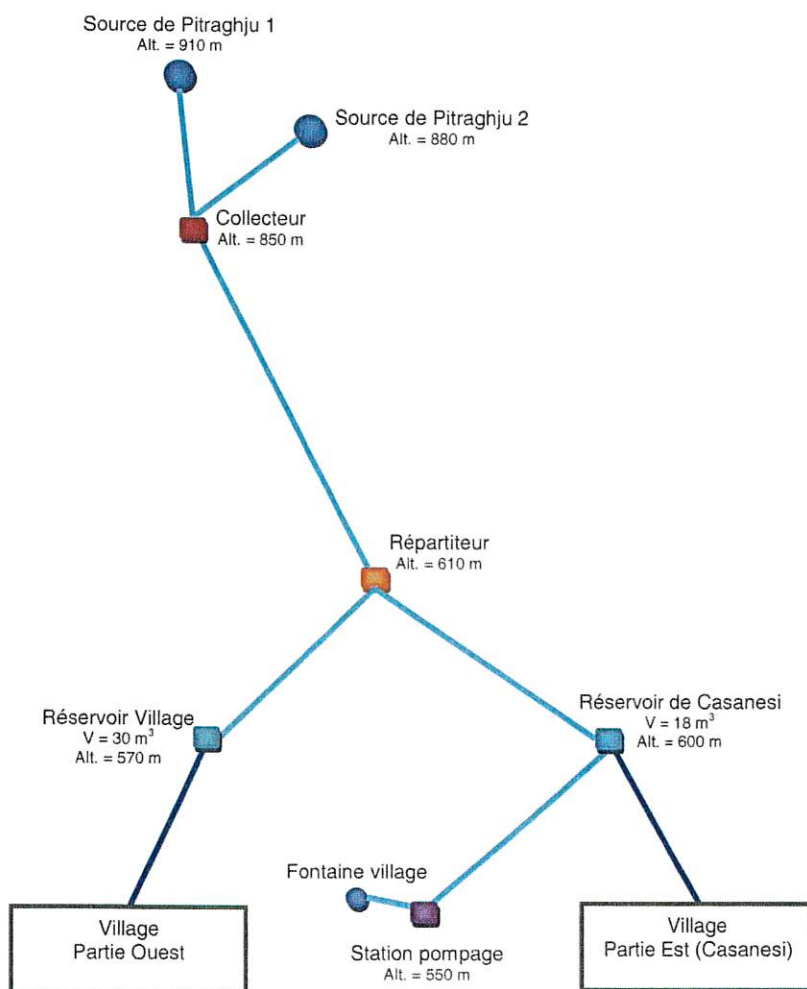 Source de Pitraghju 1
Alt. = 910 m
Source de Pitraghju 2
Alt. = 880 m
Collecteur
Alt. = 850 m
Répartiteur
Alt. = 610 m
Réservoir Village
V = 30 m³
Alt. = 570 m
Réservoir de Casanesi
V = 18 m³
Alt. = 600 m
Fontaine village
Station pompage
Alt. = 550 m
Village
Partie Ouest
Village
Partie Est (Casanesi)